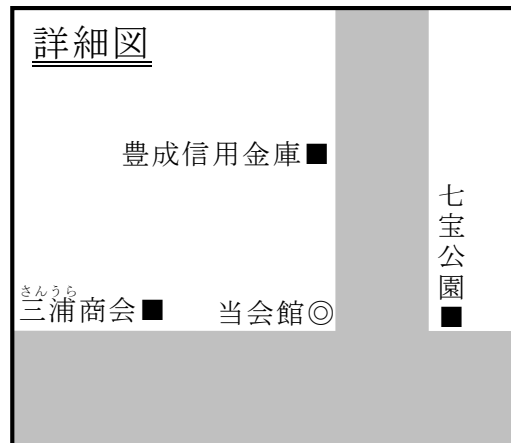 詳細図
豊成信用金庫■
七宝公園■
さんうら
三浦商会■
当会館◎